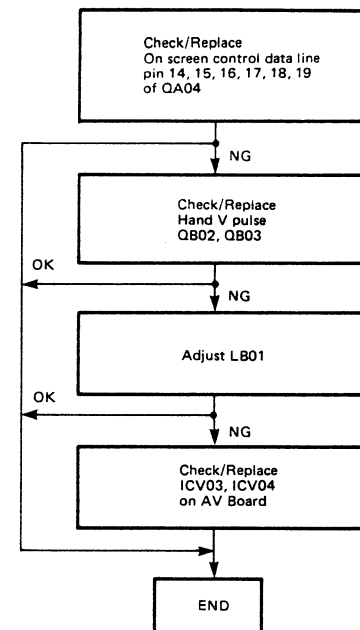 Check/Replace
On screen control data line
pin 14, 15, 16, 17, 18, 19
of QA04
NG
Check/Replace
Hand V pulse
QB02, QB03
OK
NG
Adjust LB01
OK
NG
Check/Replace
ICV03, ICV04
on AV Board
END